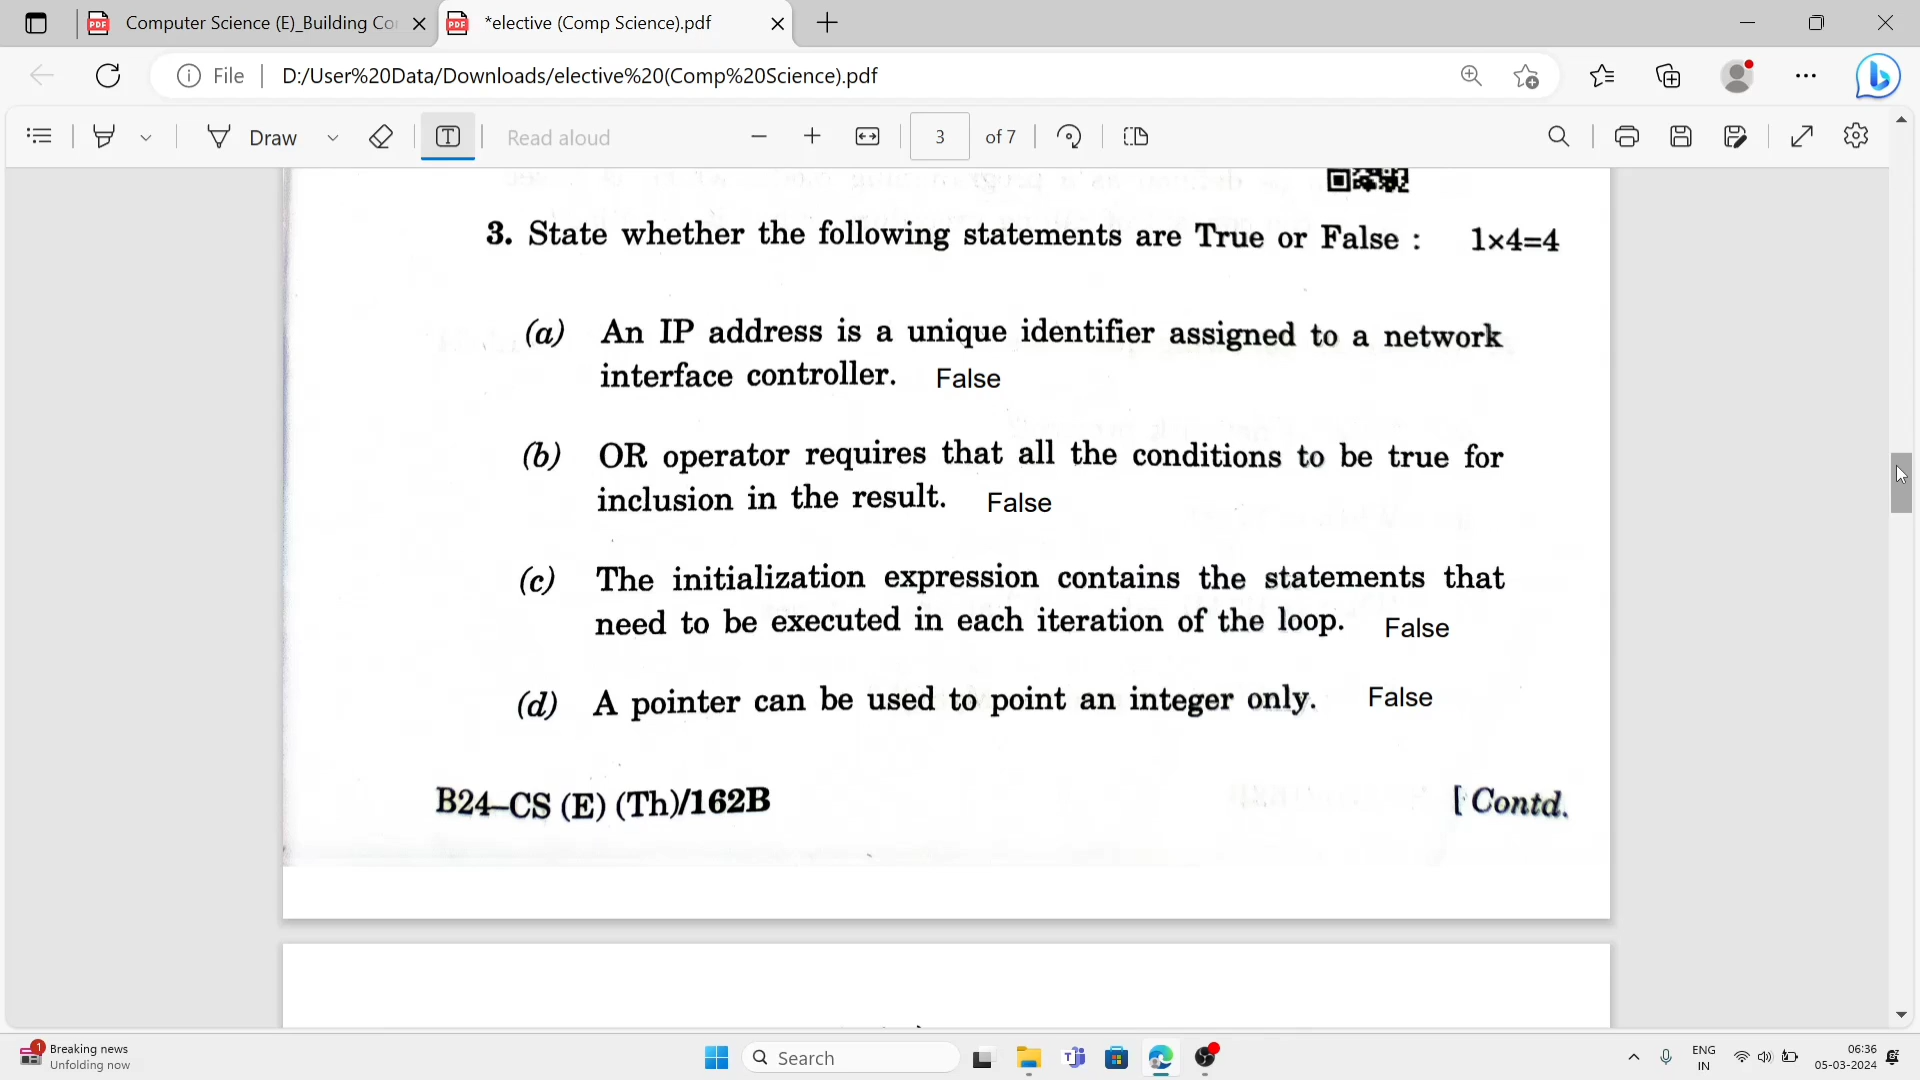 Computer Science (E)_Building Co
*elective (Comp Science).pdf
File
D:/User%20Data/Downloads/elective%20(Comp%20Science).pdf
Draw
Read aloud
3
of 7
3. State whether the following statements are True or False : 1×4=4
(a) An IP address is a unique identifier assigned to a network
interface controller. False
(b) OR operator requires that all the conditions to be true for
inclusion in the result. False
(c) The initialization expression contains the statements that
need to be executed in each iteration of the loop. False
(d) A pointer can be used to point an integer only. False
B24–CS (E) (Th)/162B
[ Contd.
1
Breaking news
Unfolding now
Search
ENG
IN
06:36
05-03-2024